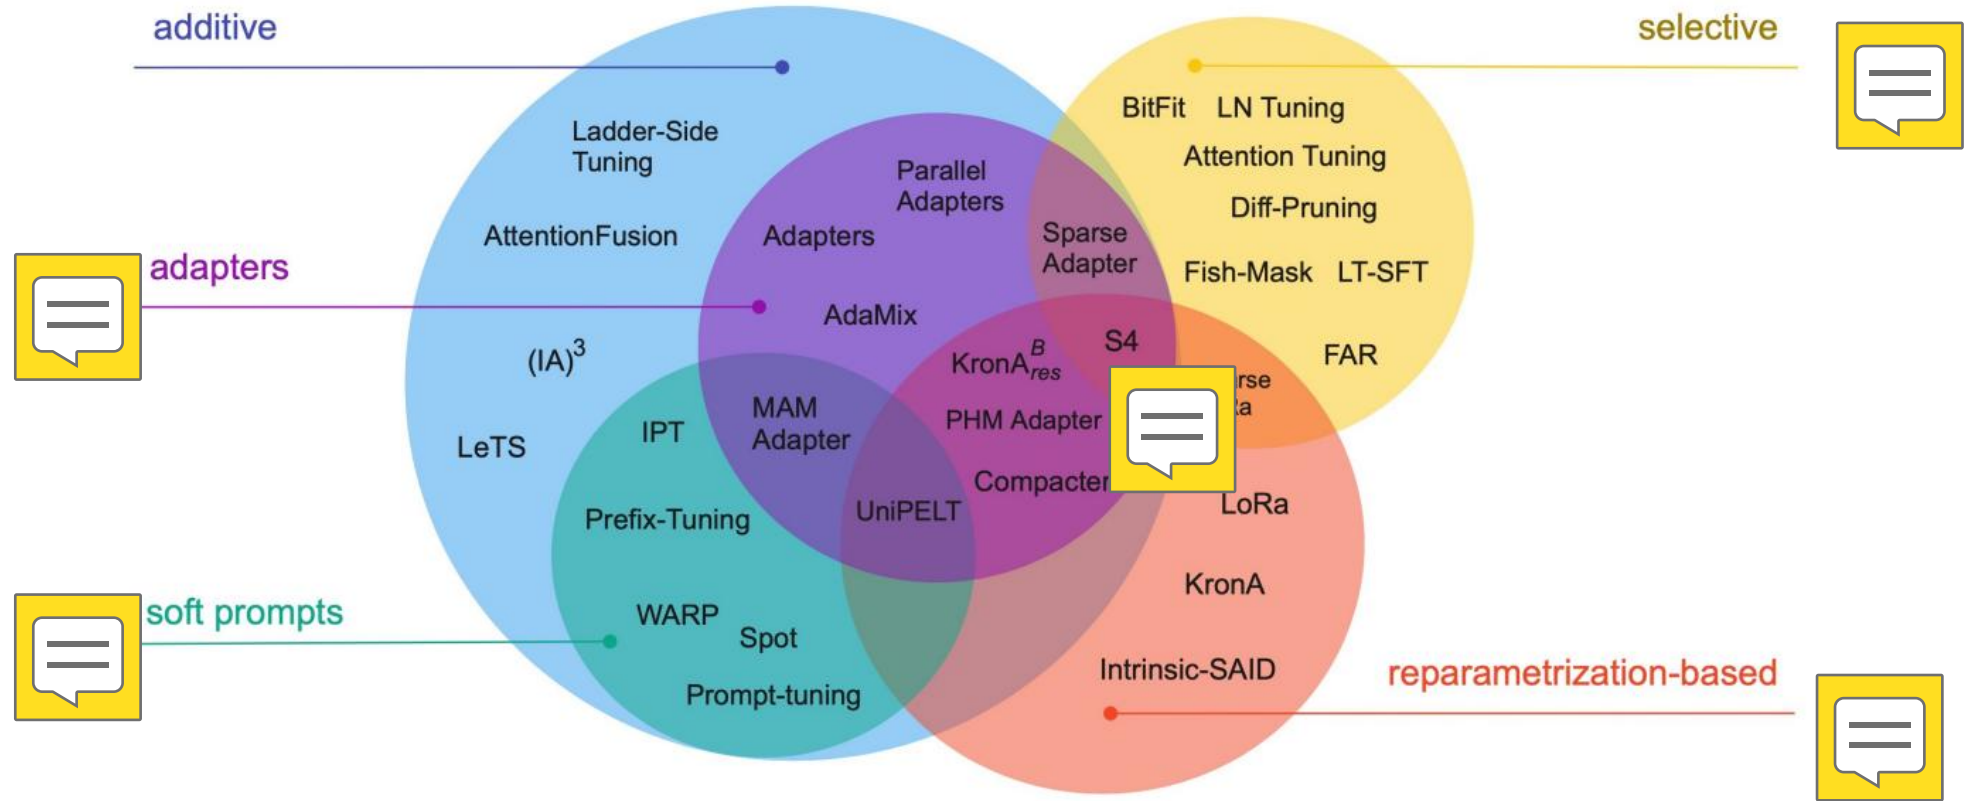 additive
selective
BitFit LN Tuning
Ladder-Side
Tuning
Attention Tuning
Parallel
Adapters
Diff-Pruning
AttentionFusion
Adapters
Sparse
Adapter
adapters
Fish-Mask LT-SFT
AdaMix
(IA)3
KronA B res
S4
FAR
MAM
Adapter
PHM Adapter
IPT
LeTS
Compacter
UniPELT
LoRa
Prefix-Tuning
KronA
soft prompts
WARP
Spot
Intrinsic-SAID
reparametrization-based
Prompt-tuning